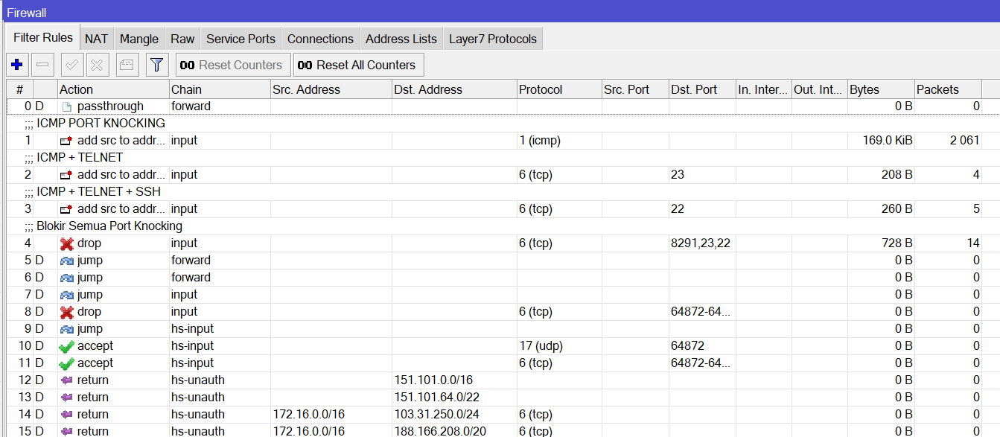 Firewall
Filter Rules NAT Mangle Raw Service Ports Connections Address Lists Layer7 Protocols
00 Reset Counters 00 Reset All Counters
# Action Chain Src. Address Dst. Address Protocol Src. Port Dst. Port In. Inter... Out. Int... Bytes Packets
0 D passthrough forward 0 B 0
;;; ICMP PORT KNOCKING
1 add src to addr... input 1 (icmp) 169.0 KiB 2 061
;;; ICMP + TELNET
2 add src to addr... input 6 (tcp) 23 208 B 4
;;; ICMP + TELNET + SSH
3 add src to addr... input 6 (tcp) 22 260 B 5
;;; Blokir Semua Port Knocking
4 drop input 6 (tcp) 8291,23,22 728 B 14
5 D jump forward 0 B 0
6 D jump forward 0 B 0
7 D jump input 0 B 0
8 D drop input 6 (tcp) 64872-64... 0 B 0
9 D jump hs-input 0 B 0
10 D accept hs-input 17 (udp) 64872 0 B 0
11 D accept hs-input 6 (tcp) 64872-64... 0 B 0
12 D return hs-unauth 151.101.0.0/16 0 B 0
13 D return hs-unauth 151.101.64.0/22 0 B 0
14 D return hs-unauth 172.16.0.0/16 103.31.250.0/24 6 (tcp) 0 B 0
15 D return hs-unauth 172.16.0.0/16 188.166.208.0/20 6 (tcp) 0 B 0